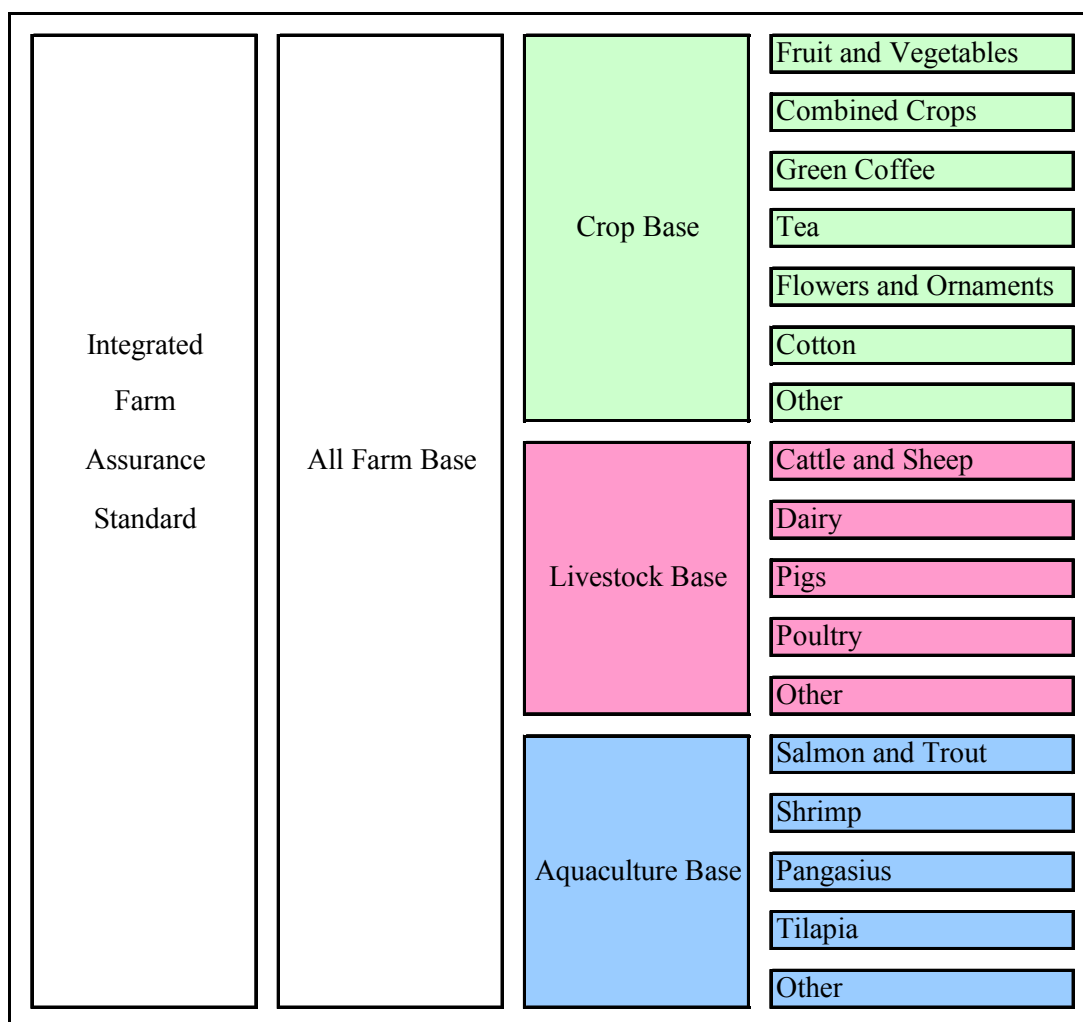 Integrated
Farm
Assurance
Standard
All Farm Base
Crop Base
Fruit and Vegetables
Combined Crops
Green Coffee
Tea
Flowers and Ornaments
Cotton
Other
Livestock Base
Cattle and Sheep
Dairy
Pigs
Poultry
Other
Aquaculture Base
Salmon and Trout
Shrimp
Pangasius
Tilapia
Other